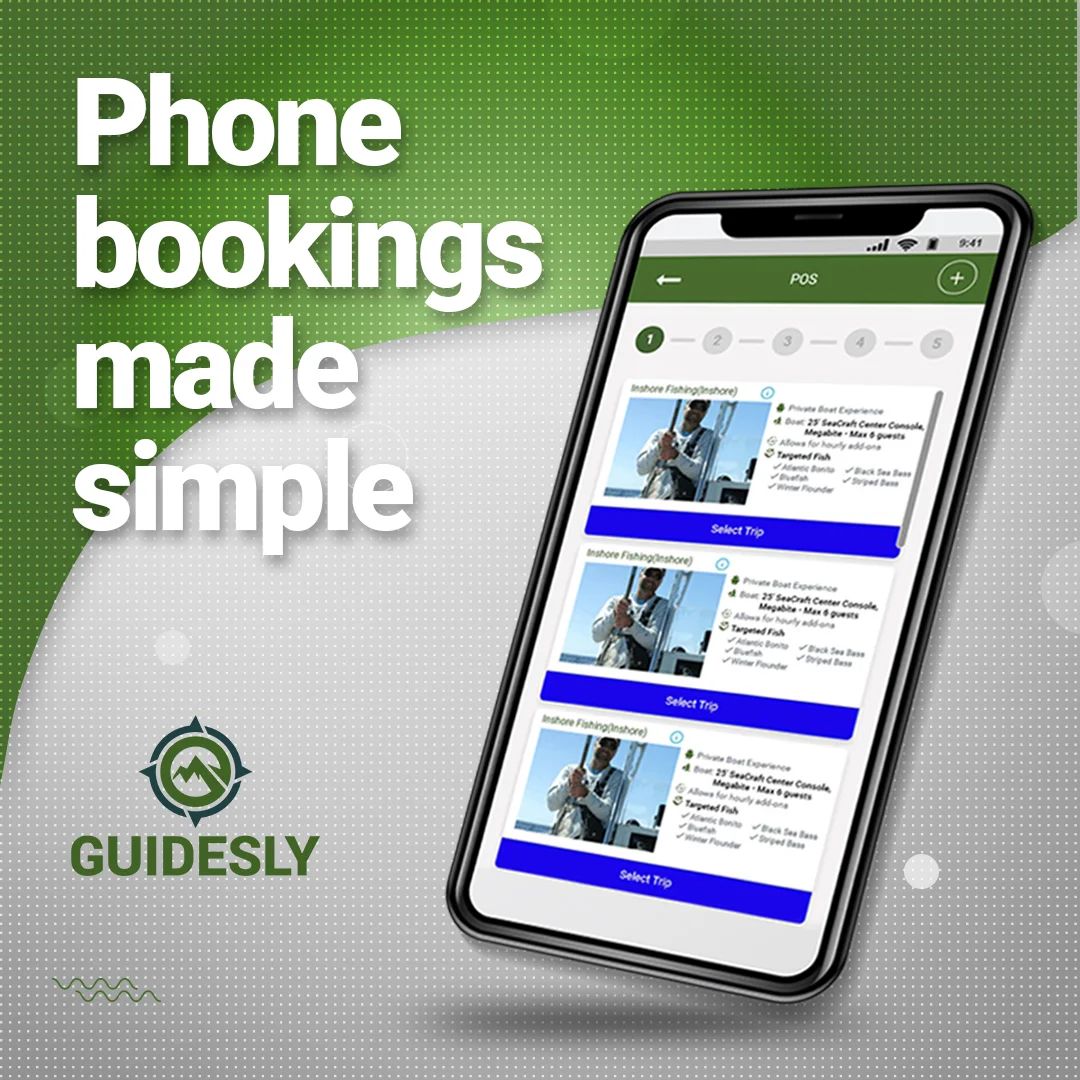 Phone
bookings
made
simple
GUIDESLY
9:41
POS
1 2 3 4 5
Inshore Fishing(Inshore)
Private Boat Experience
Boat: 25' SeaCraft Center Console,
Megabite - Max 6 guests
Allows for hourly add-ons
Targeted Fish
Atlantic Bonito Black Sea Bass
Bluefish Striped Bass
Winter Flounder
Select Trip
Inshore Fishing(Inshore)
Private Boat Experience
Boat: 25' SeaCraft Center Console,
Megabite - Max 6 guests
Allows for hourly add-ons
Targeted Fish
Atlantic Bonito Black Sea Bass
Bluefish Striped Bass
Winter Flounder
Select Trip
Inshore Fishing(Inshore)
Private Boat Experience
Boat: 25' SeaCraft Center Console,
Megabite - Max 6 guests
Allows for hourly add-ons
Targeted Fish
Atlantic Bonito Black Sea Bass
Bluefish Striped Bass
Winter Flounder
Select Trip